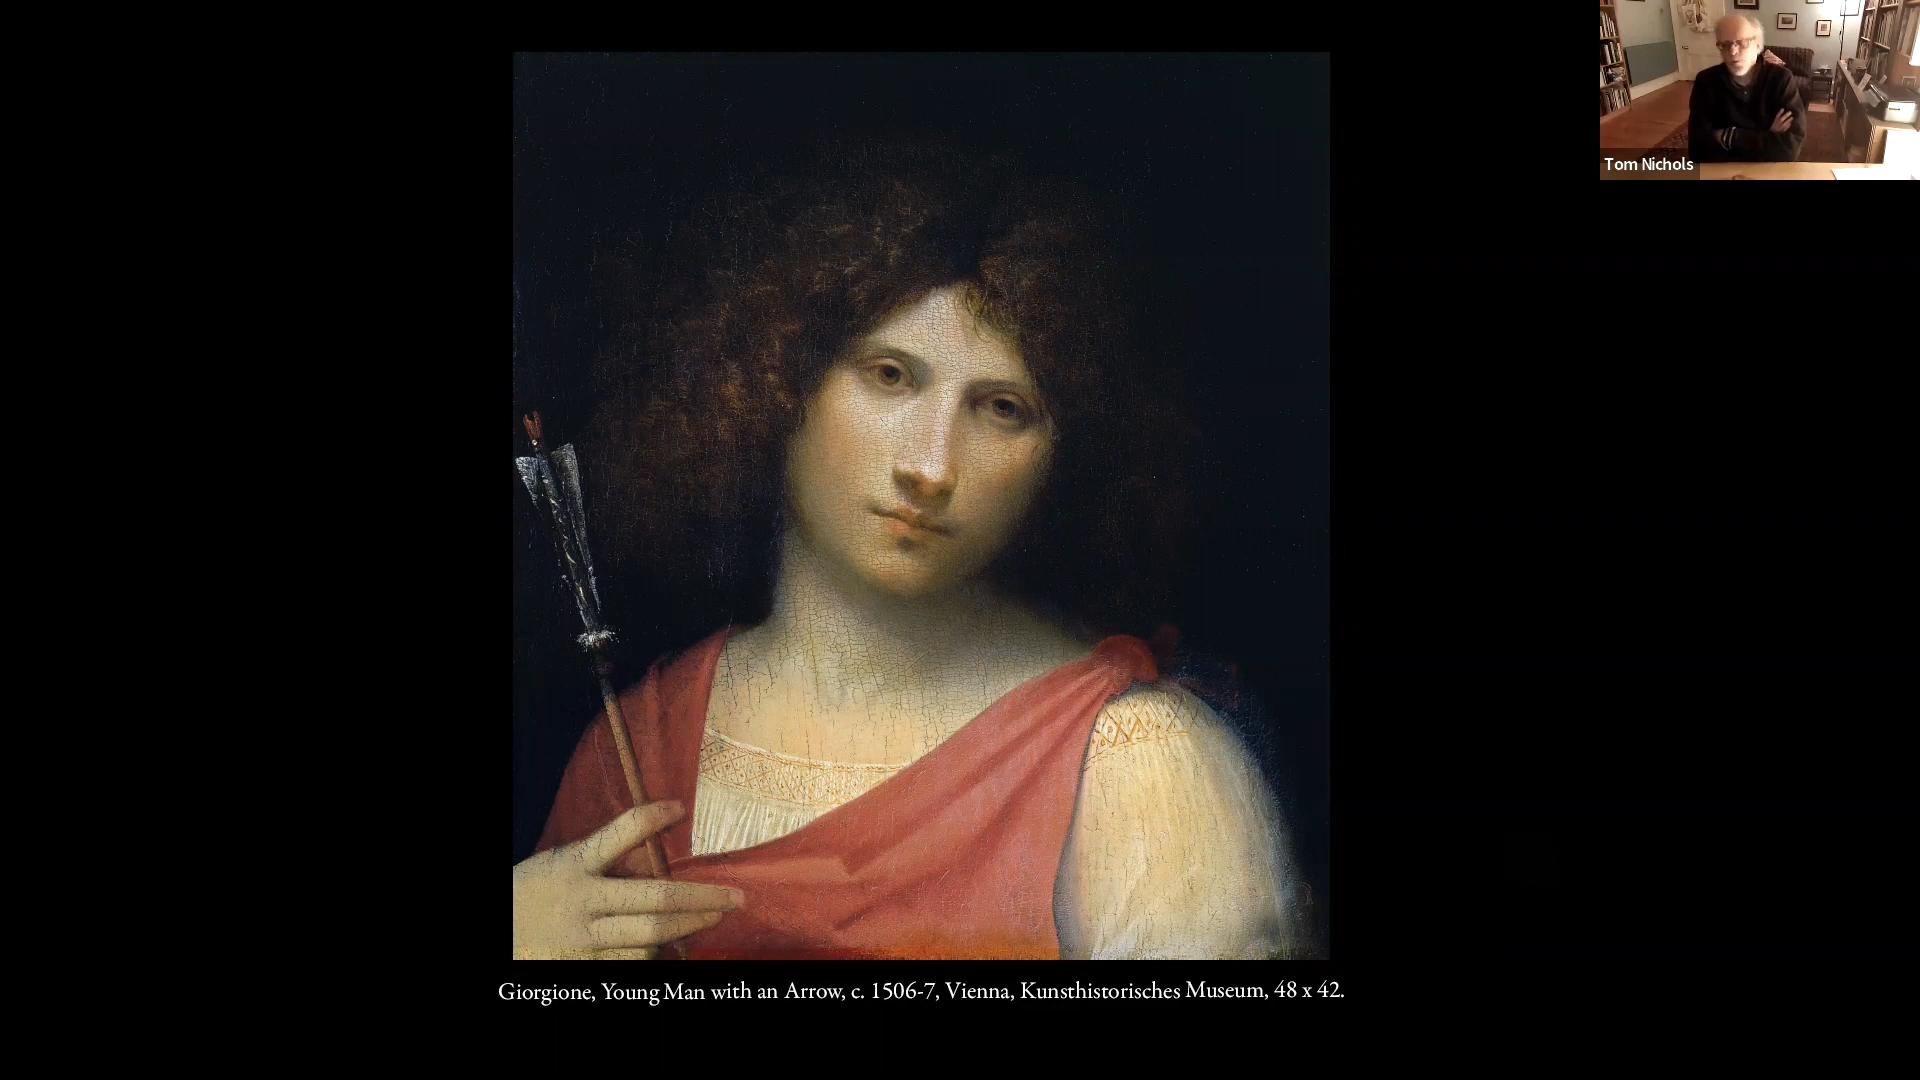 Tom Nichols
Giorgione, Young Man with an Arrow, c. 1506-7, Vienna, Kunsthistorisches Museum, 48 x 42.